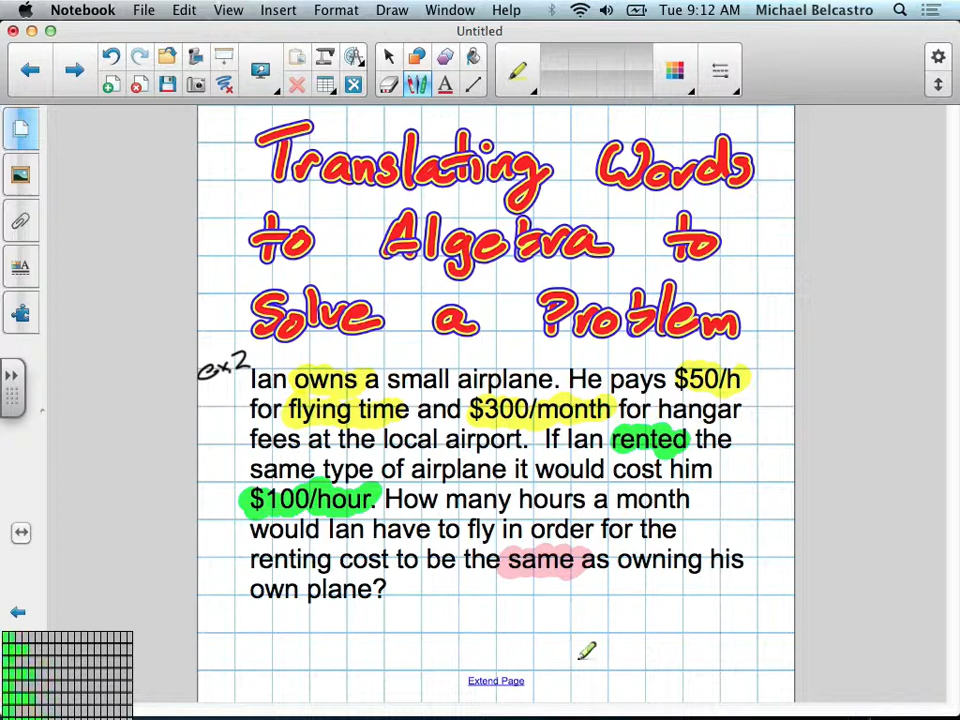 Notebook File Edit View Insert Format Draw Window Help Tue 9:12 AM Michael Belcastro
Untitled
Translating Words
to Algebra to
Solve a Problem
ex2
Ian owns a small airplane. He pays $50/h
for flying time and $300/month for hangar
fees at the local airport. If Ian rented the
same type of airplane it would cost him
$100/hour. How many hours a month
would Ian have to fly in order for the
renting cost to be the same as owning his
own plane?
Extend Page